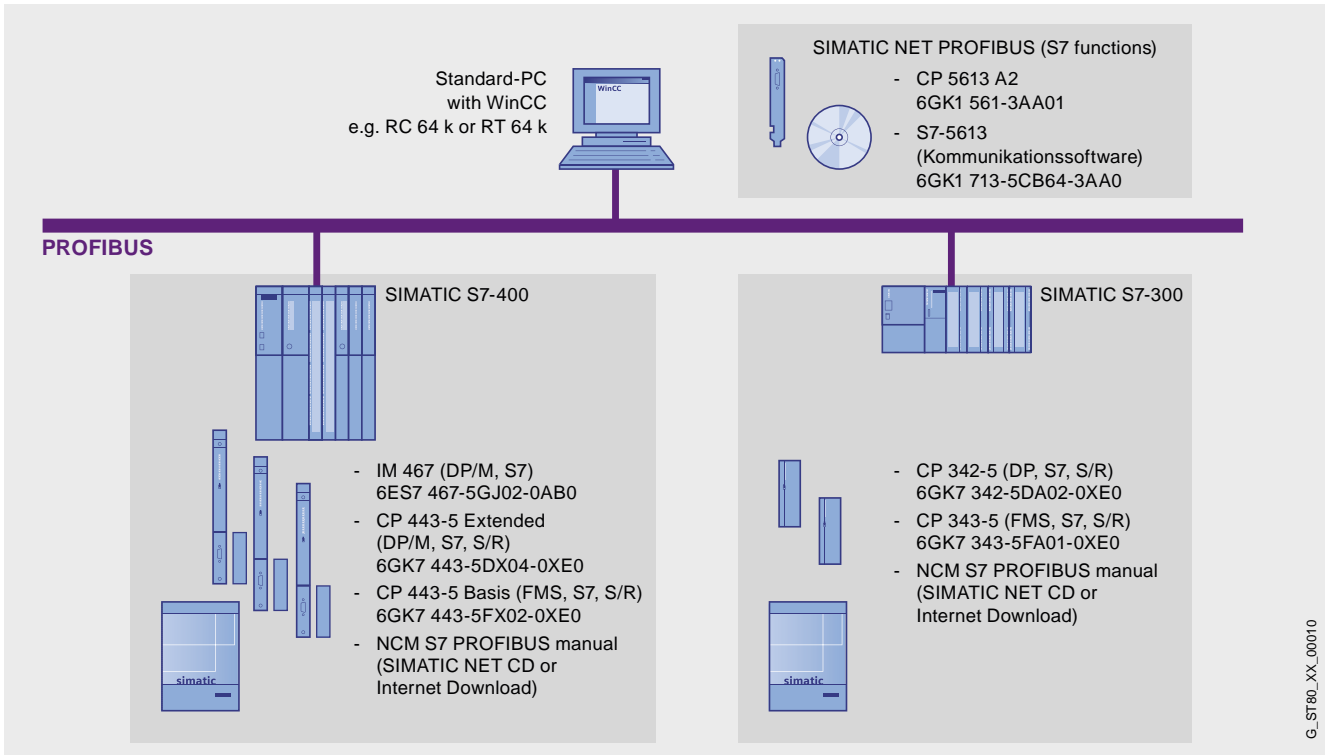 Standard-PC
with WinCC
e.g. RC 64 k or RT 64 k
WinCC
SIMATIC NET PROFIBUS (S7 functions)
- CP 5613 A2
6GK1 561-3AA01
- S7-5613
(Kommunikationssoftware)
6GK1 713-5CB64-3AA0
PROFIBUS
SIMATIC S7-400
- IM 467 (DP/M, S7)
6ES7 467-5GJ02-0AB0
- CP 443-5 Extended
(DP/M, S7, S/R)
6GK7 443-5DX04-0XE0
- CP 443-5 Basis (FMS, S7, S/R)
6GK7 443-5FX02-0XE0
- NCM S7 PROFIBUS manual
(SIMATIC NET CD or
Internet Download)
simatic
SIMATIC S7-300
- CP 342-5 (DP, S7, S/R)
6GK7 342-5DA02-0XE0
- CP 343-5 (FMS, S7, S/R)
6GK7 343-5FA01-0XE0
- NCM S7 PROFIBUS manual
(SIMATIC NET CD or
Internet Download)
simatic
G_ST80_XX_00010